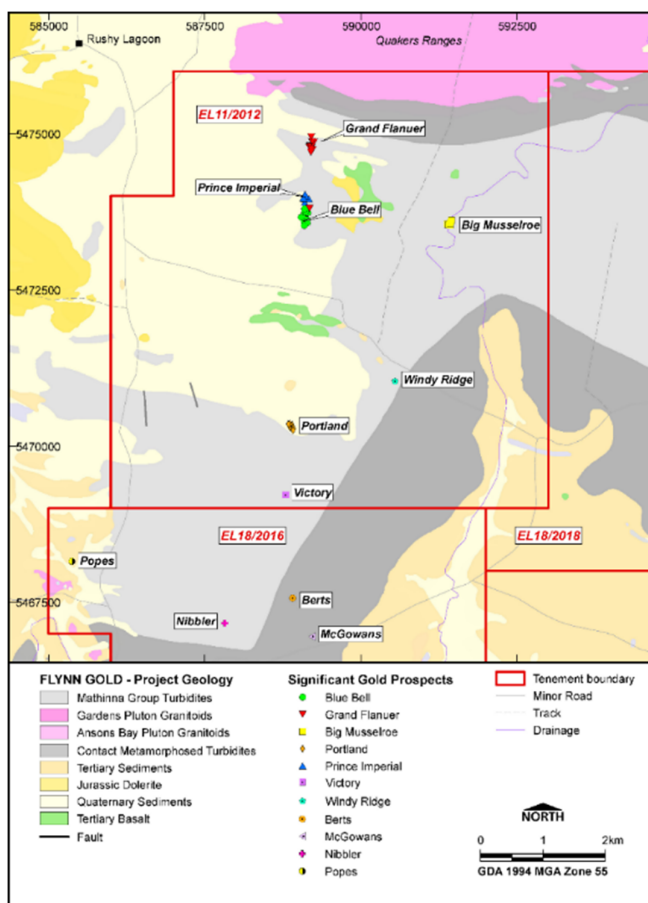 585000 587500 590000 592500
Rushy Lagoon
Quakers Ranges
EL11/2012
5475000
Grand Flanuer
Prince Imperial
Blue Bell
Big Musselroe
5472500
Windy Ridge
Portland
5470000
Victory
EL18/2016
EL18/2018
Popes
5467500
Berts
Nibbler
McGowans
FLYNN GOLD - Project Geology
Mathinna Group Turbidites
Gardens Pluton Granitoids
Ansons Bay Pluton Granitoids
Contact Metamorphosed Turbidites
Tertiary Sediments
Jurassic Dolerite
Quaternary Sediments
Tertiary Basalt
Fault
Significant Gold Prospects
Blue Bell
Grand Flanuer
Big Musselroe
Portland
Prince Imperial
Victory
Windy Ridge
Berts
McGowans
Nibbler
Popes
Tenement boundary
Minor Road
Track
Drainage
NORTH
0 1 2km
GDA 1994 MGA Zone 55